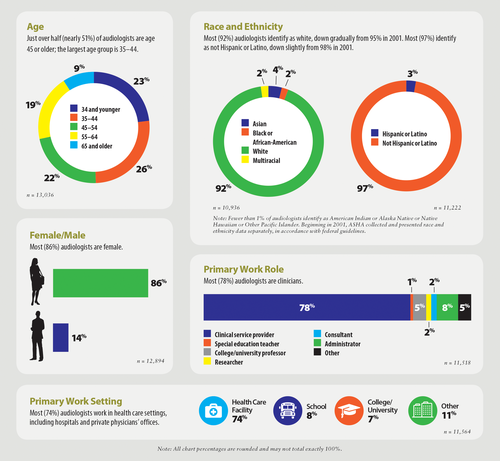 Age
Just over half (nearly 51%) of audiologists are age
45 or older; the largest age group is 35–44.
9%
23%
19%
34 and younger
35–44
45–54
55–64
65 and older
22%
26%
n = 13,036
Race and Ethnicity
Most (92%) audiologists identify as white, down gradually from 95% in 2001. Most (97%) identify
as not Hispanic or Latino, down slightly from 98% in 2001.
2%
4%
2%
Asian
Black or
African-American
White
Multiracial
92%
n = 10,936
3%
Hispanic or Latino
Not Hispanic or Latino
97%
n = 11,222
Note: Fewer than 1% of audiologists identify as American Indian or Alaska Native or Native
Hawaiian or Other Pacific Islander. Beginning in 2001, ASHA collected and presented race and
ethnicity data separately, in accordance with federal guidelines.
Female/Male
Most (86%) audiologists are female.
86%
14%
n = 12,894
Primary Work Role
Most (78%) audiologists are clinicians.
1%
2%
78%
5%
8%
5%
2%
Clinical service provider
Special education teacher
College/university professor
Researcher
Consultant
Administrator
Other
n = 11,518
Primary Work Setting
Most (74%) audiologists work in health care settings,
including hospitals and private physicians' offices.
Health Care
Facility
74%
School
8%
College/
University
7%
Other
11%
n = 11,564
Note: All chart percentages are rounded and may not total exactly 100%.